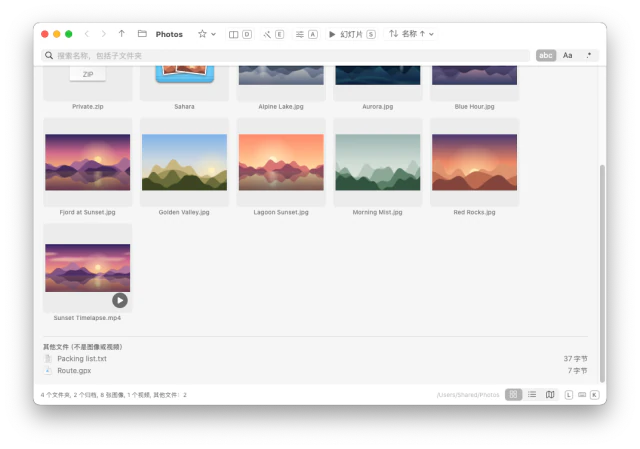 Photos D E A 幻灯片 S 名称
搜索名称，包括子文件夹 abc Aa .*
ZIP
Private.zip Sahara Alpine Lake.jpg Aurora.jpg Blue Hour.jpg
Fjord at Sunset.jpg Golden Valley.jpg Lagoon Sunset.jpg Morning Mist.jpg Red Rocks.jpg
Sunset Timelapse.mp4
其他文件 (不是图像或视频)
Packing list.txt 37 字节
Route.gpx 7 字节
4 个文件夹, 2 个归档, 8 张图像, 1 个视频, 其他文件：2 /Users/Shared/Photos L K